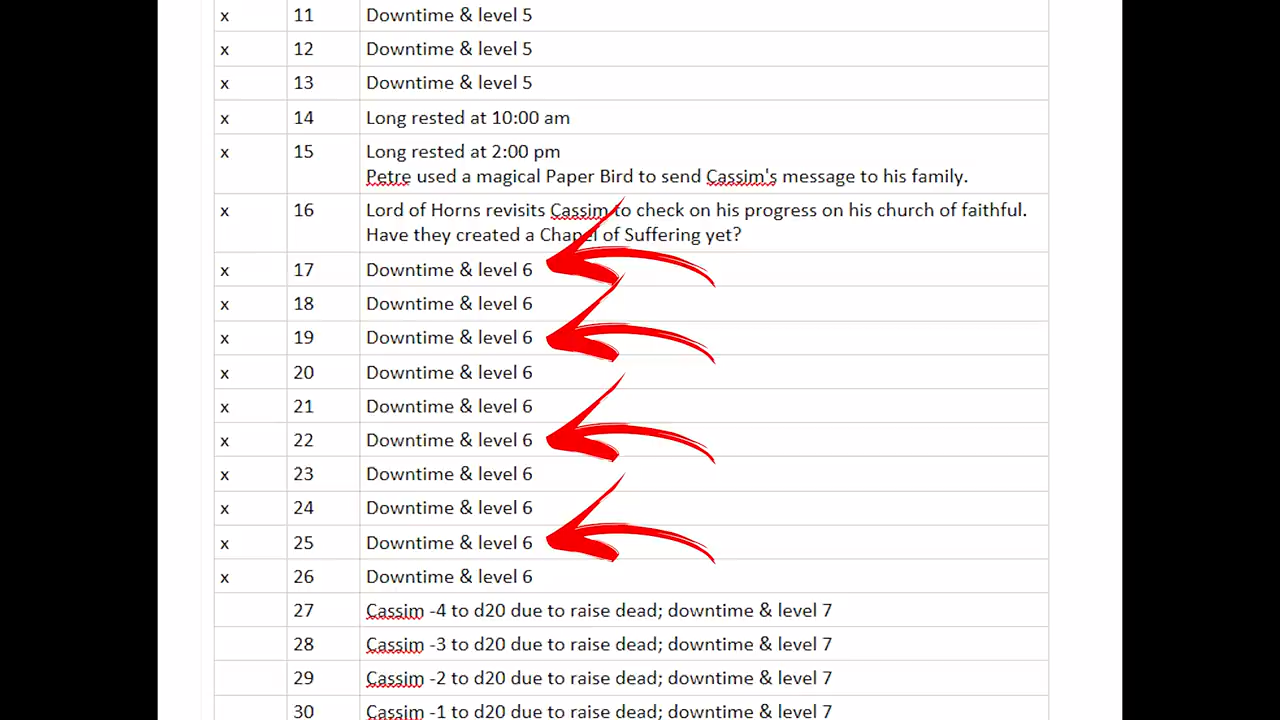 x 11 Downtime & level 5
x 12 Downtime & level 5
x 13 Downtime & level 5
x 14 Long rested at 10:00 am
x 15 Long rested at 2:00 pm
Petre used a magical Paper Bird to send Cassim's message to his family.
x 16 Lord of Horns revisits Cassim to check on his progress on his church of faithful.
Have they created a Chapel of Suffering yet?
x 17 Downtime & level 6
x 18 Downtime & level 6
x 19 Downtime & level 6
x 20 Downtime & level 6
x 21 Downtime & level 6
x 22 Downtime & level 6
x 23 Downtime & level 6
x 24 Downtime & level 6
x 25 Downtime & level 6
x 26 Downtime & level 6
27 Cassim -4 to d20 due to raise dead; downtime & level 7
28 Cassim -3 to d20 due to raise dead; downtime & level 7
29 Cassim -2 to d20 due to raise dead; downtime & level 7
30 Cassim -1 to d20 due to raise dead; downtime & level 7